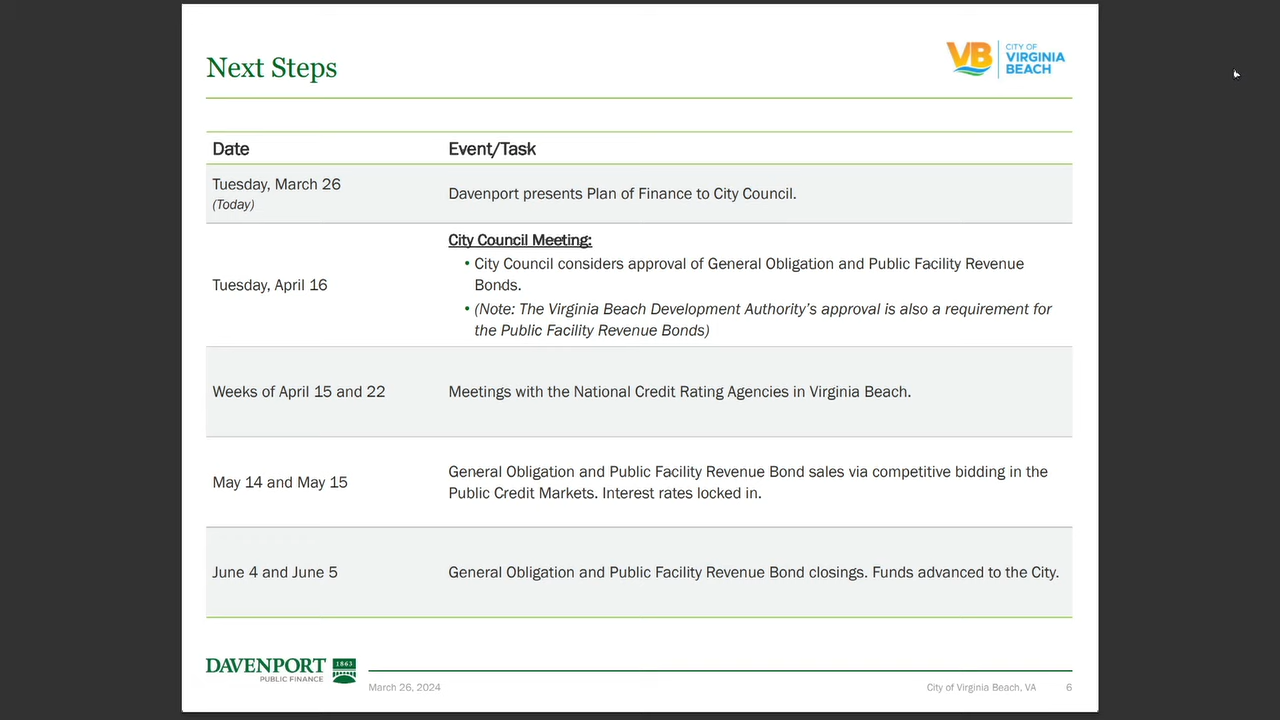 Next Steps
VB
CITY OF
VIRGINIA
BEACH
Date Event/Task
Tuesday, March 26
(Today)
Davenport presents Plan of Finance to City Council.
Tuesday, April 16
City Council Meeting:
• City Council considers approval of General Obligation and Public Facility Revenue
Bonds.
• (Note: The Virginia Beach Development Authority's approval is also a requirement for
the Public Facility Revenue Bonds)
Weeks of April 15 and 22 Meetings with the National Credit Rating Agencies in Virginia Beach.
May 14 and May 15
General Obligation and Public Facility Revenue Bond sales via competitive bidding in the
Public Credit Markets. Interest rates locked in.
June 4 and June 5 General Obligation and Public Facility Revenue Bond closings. Funds advanced to the City.
DAVENPORT 1863
PUBLIC FINANCE
March 26, 2024 City of Virginia Beach, VA 6